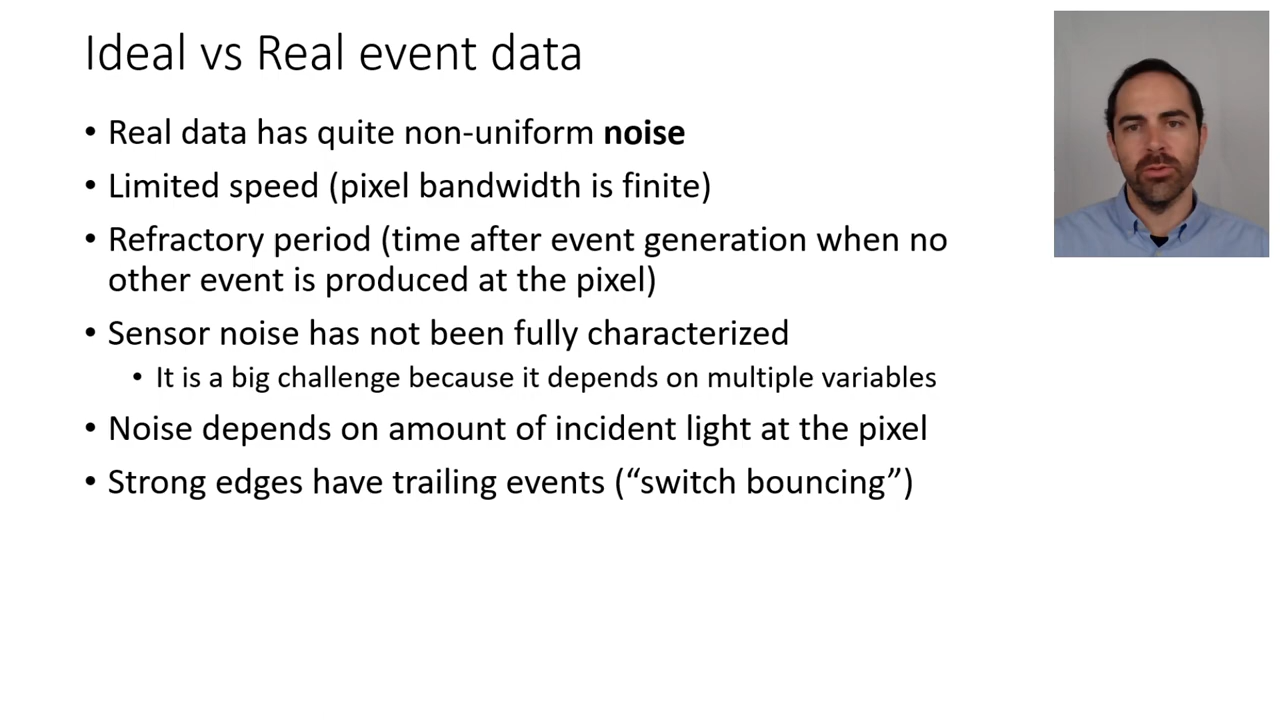 Ideal vs Real event data
• Real data has quite non-uniform noise
• Limited speed (pixel bandwidth is finite)
• Refractory period (time after event generation when no
other event is produced at the pixel)
• Sensor noise has not been fully characterized
• It is a big challenge because it depends on multiple variables
• Noise depends on amount of incident light at the pixel
• Strong edges have trailing events (“switch bouncing”)